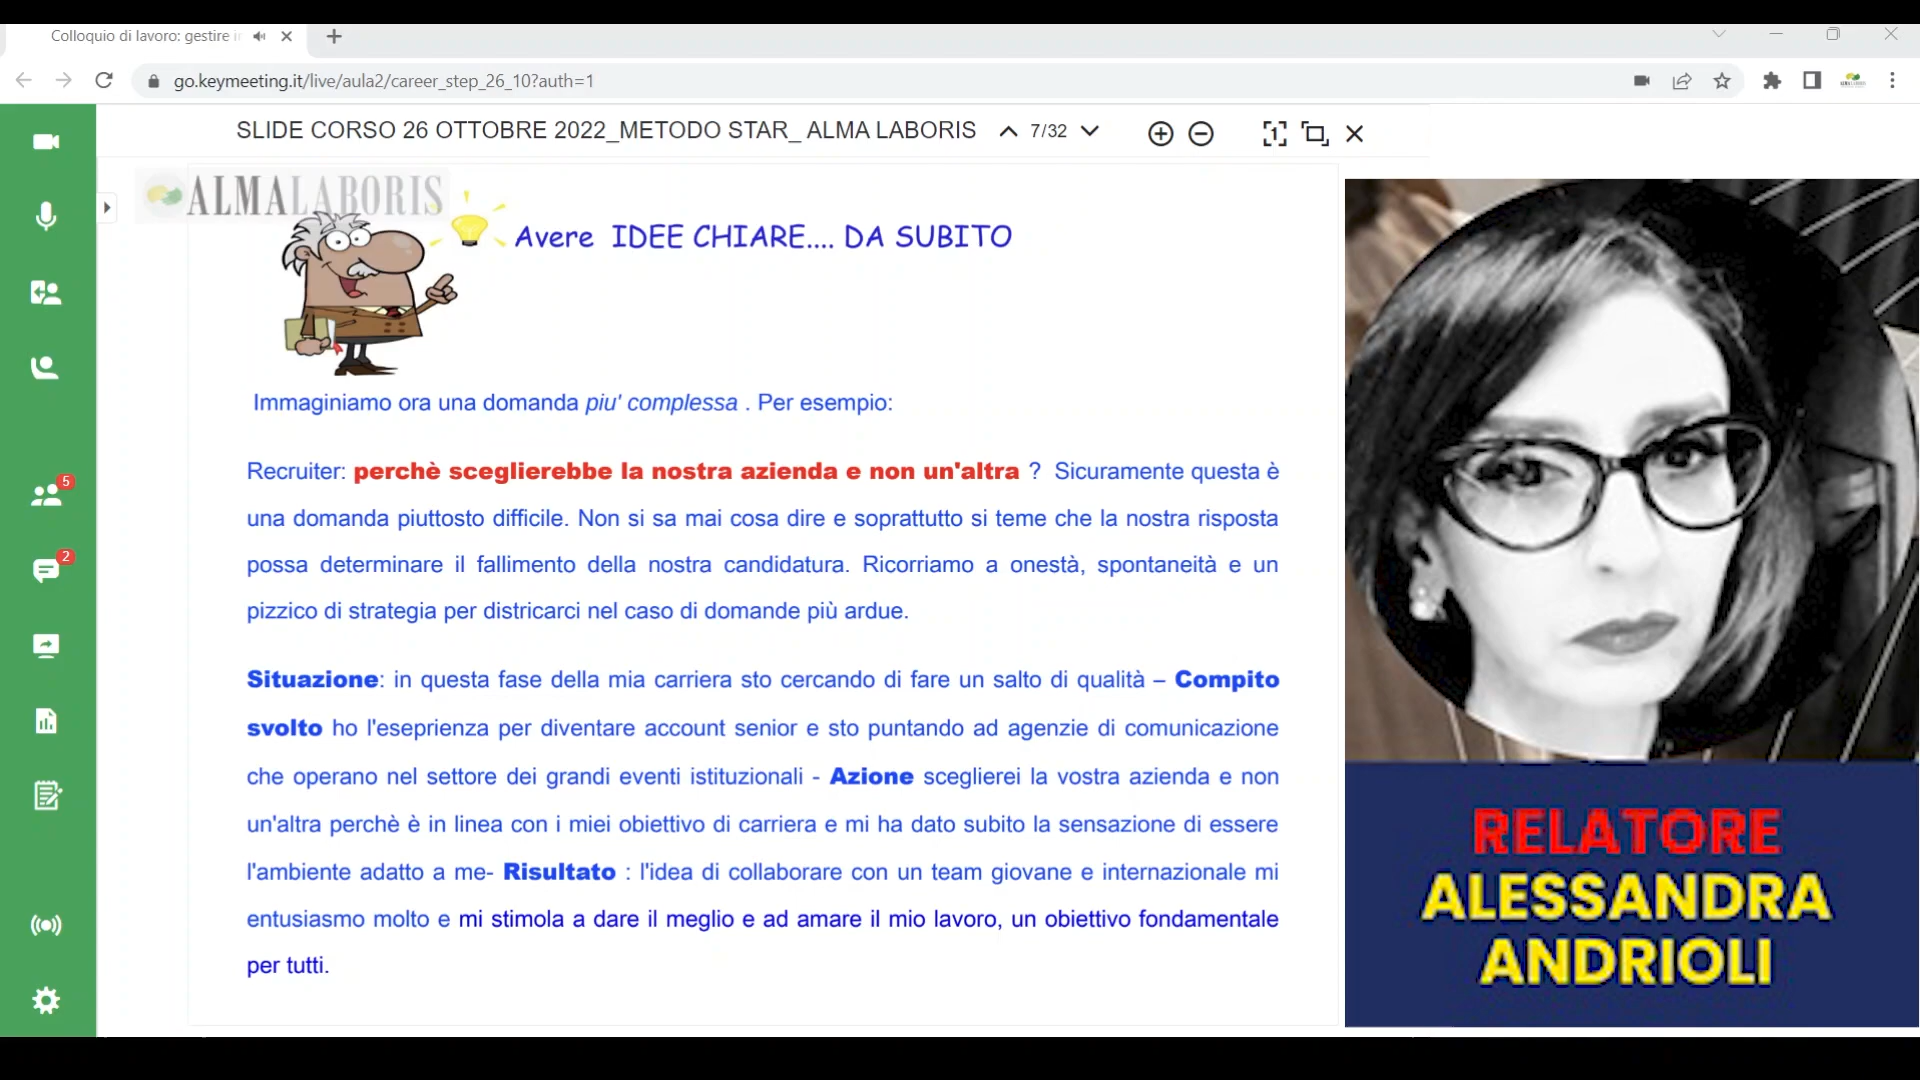 Colloquio di lavoro: gestire in
go.keymeeting.it/live/aula2/career_step_26_10?auth=1
SLIDE CORSO 26 OTTOBRE 2022_METODO STAR_ ALMA LABORIS 7/32
ALMALABORIS
Avere IDEE CHIARE.... DA SUBITO
Immaginiamo ora una domanda piu' complessa . Per esempio:
Recruiter: perchè sceglierebbe la nostra azienda e non un'altra ? Sicuramente questa è
una domanda piuttosto difficile. Non si sa mai cosa dire e soprattutto si teme che la nostra risposta
possa determinare il fallimento della nostra candidatura. Ricorriamo a onestà, spontaneità e un
pizzico di strategia per districarci nel caso di domande più ardue.
Situazione: in questa fase della mia carriera sto cercando di fare un salto di qualità – Compito
svolto ho l'eseprienza per diventare account senior e sto puntando ad agenzie di comunicazione
che operano nel settore dei grandi eventi istituzionali - Azione sceglierei la vostra azienda e non
un'altra perchè è in linea con i miei obiettivo di carriera e mi ha dato subito la sensazione di essere
l'ambiente adatto a me- Risultato : l'idea di collaborare con un team giovane e internazionale mi
entusiasmo molto e mi stimola a dare il meglio e ad amare il mio lavoro, un obiettivo fondamentale
per tutti.
5
2
RELATORE
ALESSANDRA
ANDRIOLI